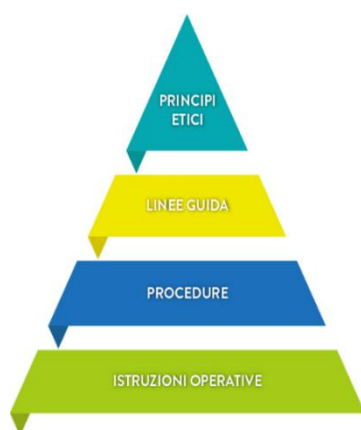 PRINCIPI
ETICI
LINEE GUIDA
PROCEDURE
ISTRUZIONI OPERATIVE